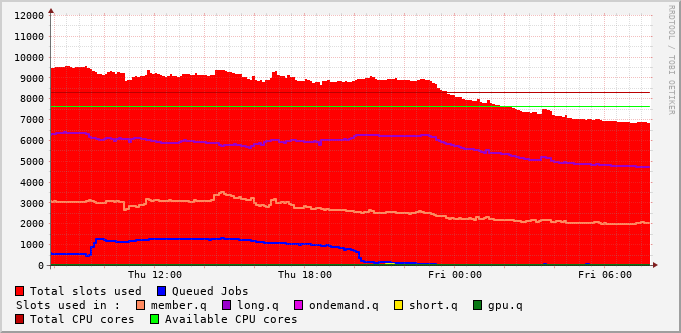 12000
11000
10000
9000
8000
7000
6000
5000
4000
3000
2000
1000
0
Thu 12:00 Thu 18:00 Fri 00:00 Fri 06:00
RRDTOOL / TOBI OETIKER
Total slots used Queued Jobs
Slots used in : member.q long.q ondemand.q short.q gpu.q
Total CPU cores Available CPU cores